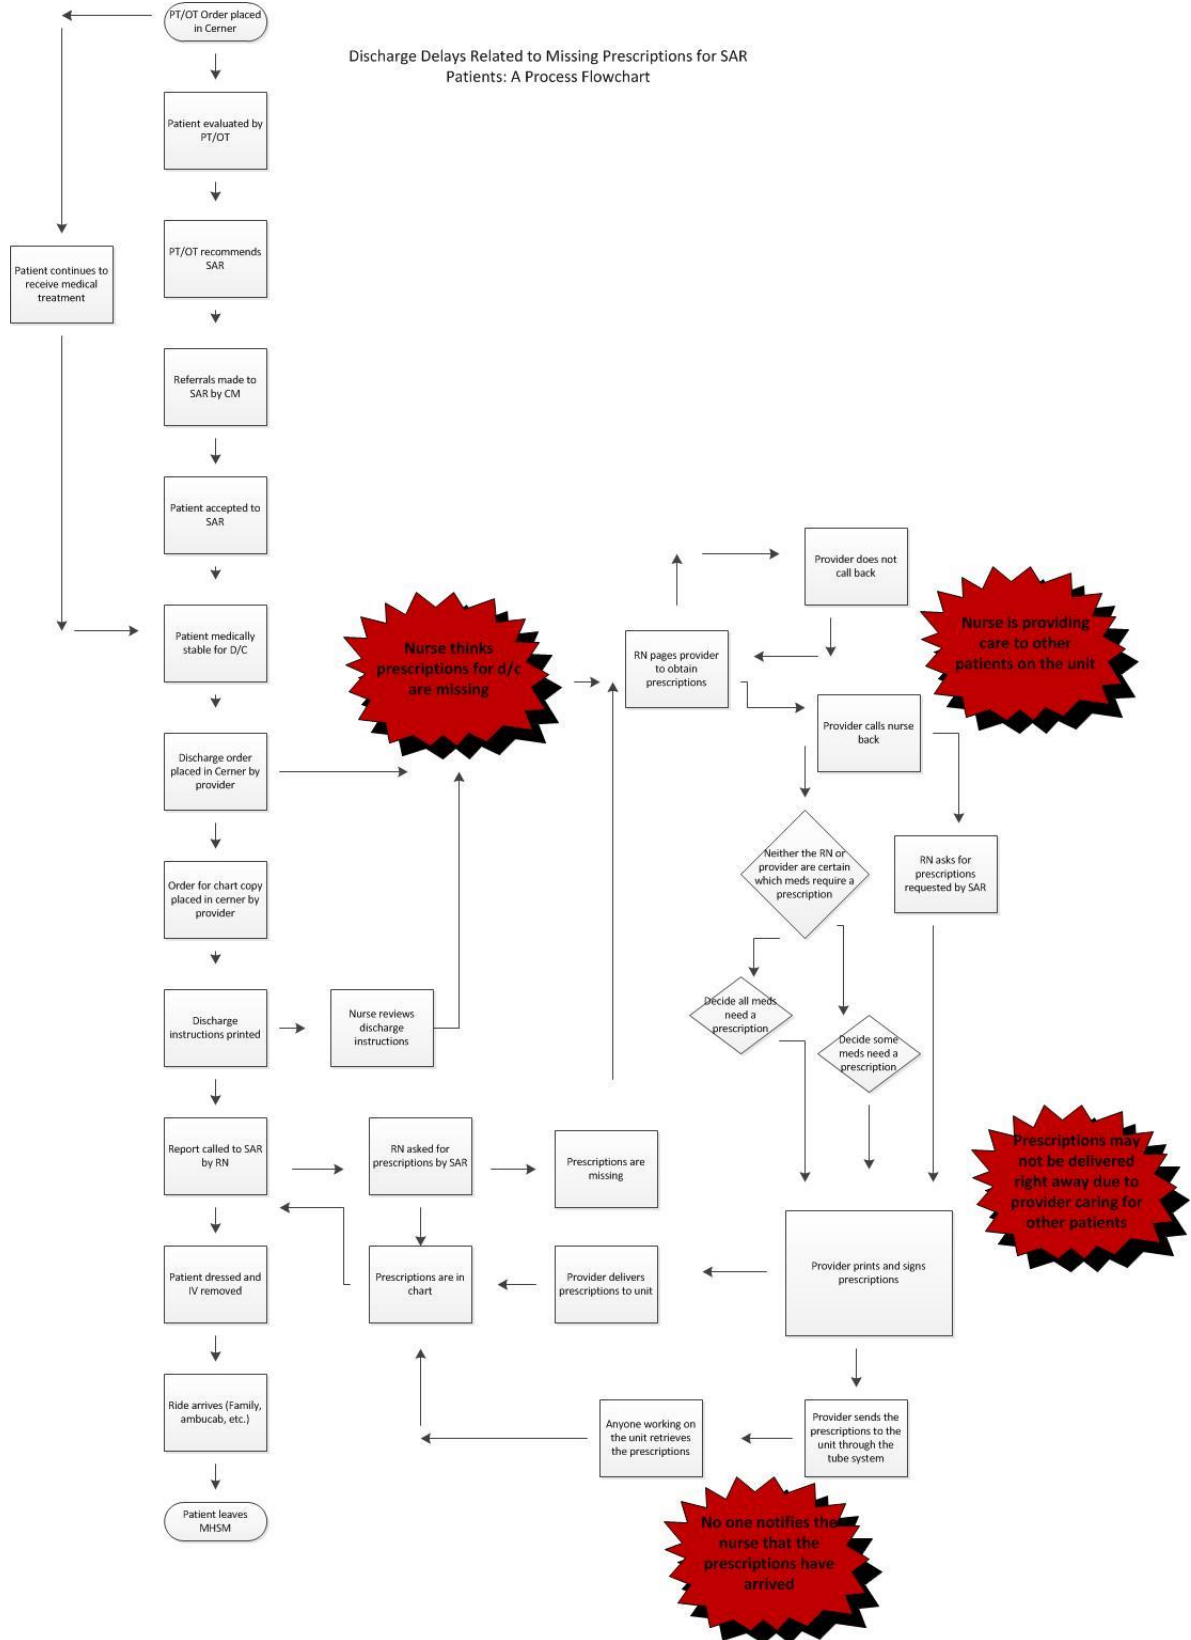 PT/OT Order placed
in Cerner
Discharge Delays Related to Missing Prescriptions for SAR
Patients: A Process Flowchart
Patient evaluated by
PT/OT
PT/OT recommends
SAR
Patient continues to
receive medical
treatment
Referrals made to
SAR by CM
Patient accepted to
SAR
Patient medically
stable for D/C
Nurse thinks
prescriptions for d/c
are missing
RN pages provider
to obtain
prescriptions
Provider does not
call back
Nurse is providing
care to other
patients on the unit
Provider calls nurse
back
Discharge order
placed in Cerner by
provider
Neither the RN or
provider are certain
which meds require a
prescription
RN asks for
prescriptions
requested by SAR
Order for chart copy
placed in cerner by
provider
Decide all meds
need a
prescription
Decide some
meds need a
prescription
Discharge
instructions printed
Nurse reviews
discharge
instructions
Report called to SAR
by RN
RN asked for
prescriptions by SAR
Prescriptions are
missing
Prescriptions may
not be delivered
right away due to
provider caring for
other patients
Patient dressed and
IV removed
Prescriptions are in
chart
Provider delivers
prescriptions to unit
Provider prints and signs
prescriptions
Ride arrives (Family,
ambucab, etc.)
Anyone working on
the unit retrieves
the prescriptions
Provider sends the
prescriptions to the
unit through the
tube system
Patient leaves
MHSM
No one notifies the
nurse that the
prescriptions have
arrived